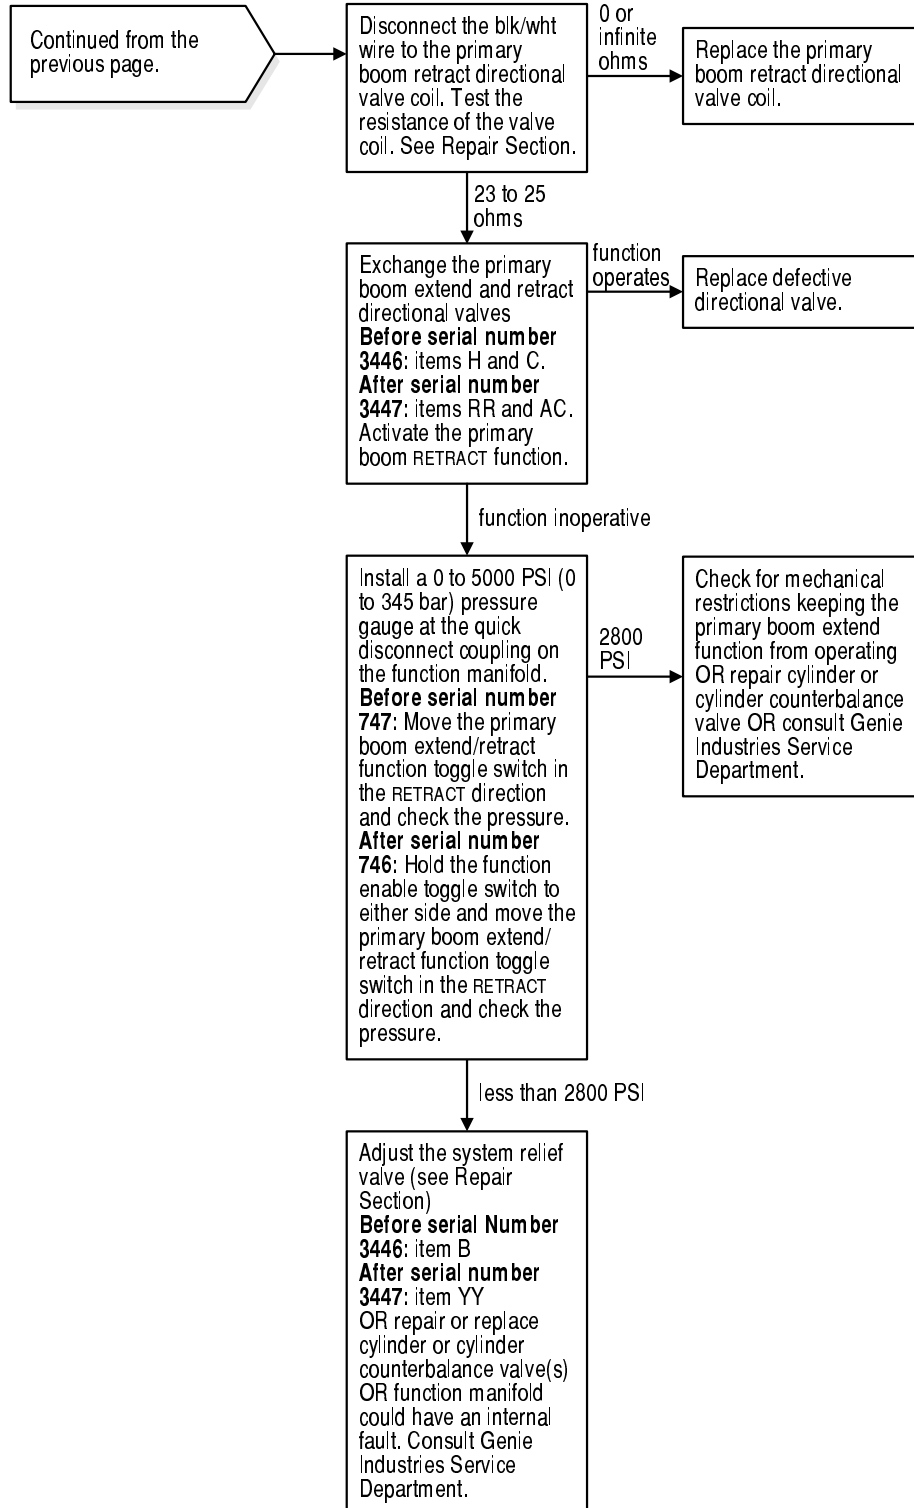 Continued from the
previous page.
Disconnect the blk/wht
wire to the primary
boom retract directional
valve coil. Test the
resistance of the valve
coil. See Repair Section.
0 or
infinite
ohms
Replace the primary
boom retract directional
valve coil.
23 to 25
ohms
Exchange the primary
boom extend and retract
directional valves
Before serial number
3446: items H and C.
After serial number
3447: items RR and AC.
Activate the primary
boom RETRACT function.
function
operates
Replace defective
directional valve.
function inoperative
Install a 0 to 5000 PSI (0
to 345 bar) pressure
gauge at the quick
disconnect coupling on
the function manifold.
Before serial number
747: Move the primary
boom extend/retract
function toggle switch in
the RETRACT direction
and check the pressure.
After serial number
746: Hold the function
enable toggle switch to
either side and move the
primary boom extend/
retract function toggle
switch in the RETRACT
direction and check the
pressure.
2800
PSI
Check for mechanical
restrictions keeping the
primary boom extend
function from operating
OR repair cylinder or
cylinder counterbalance
valve OR consult Genie
Industries Service
Department.
less than 2800 PSI
Adjust the system relief
valve (see Repair
Section)
Before serial Number
3446: item B
After serial number
3447: item YY
OR repair or replace
cylinder or cylinder
counterbalance valve(s)
OR function manifold
could have an internal
fault. Consult Genie
Industries Service
Department.